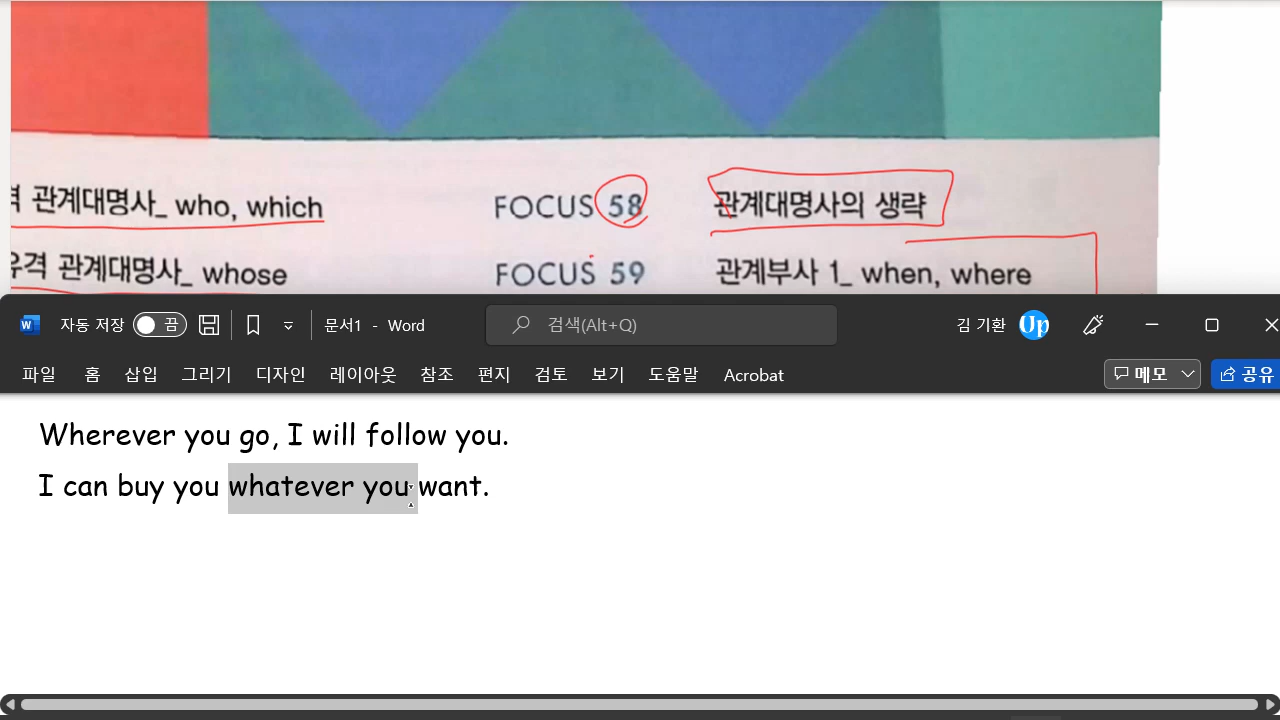 관계대명사_ who, which FOCUS 58 관계대명사의 생략
관계대명사_ whose FOCUS 59 관계부사 1_ when, where
자동 저장 끔 문서1 - Word 검색(Alt+Q) 김 기환 Up
파일 홈 삽입 그리기 디자인 레이아웃 참조 편지 검토 보기 도움말 Acrobat 메모 공유
Wherever you go, I will follow you.
I can buy you whatever you want.